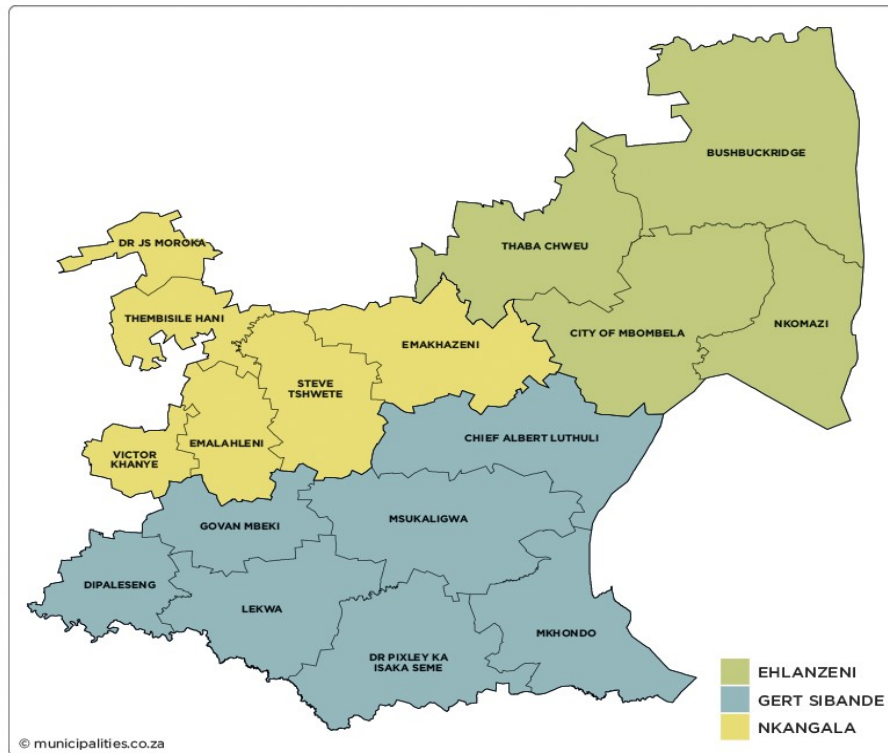 BUSHBUCKRIDGE
DR JS MOROKA
THABA CHWEU
THEMBISILE HANI
NKOMAZI
CITY OF MBOMBELA
EMAKHAZENI
STEVE
TSHWETE
CHIEF ALBERT LUTHULI
EMALAHLENI
VICTOR
KHANYE
MSUKALIGWA
GOVAN MBEKI
DIPALESENG
LEKWA
DR PIXLEY KA
ISAKA SEME
MKHONDO
EHLANZENI
GERT SIBANDE
NKANGALA
© municipalities.co.za